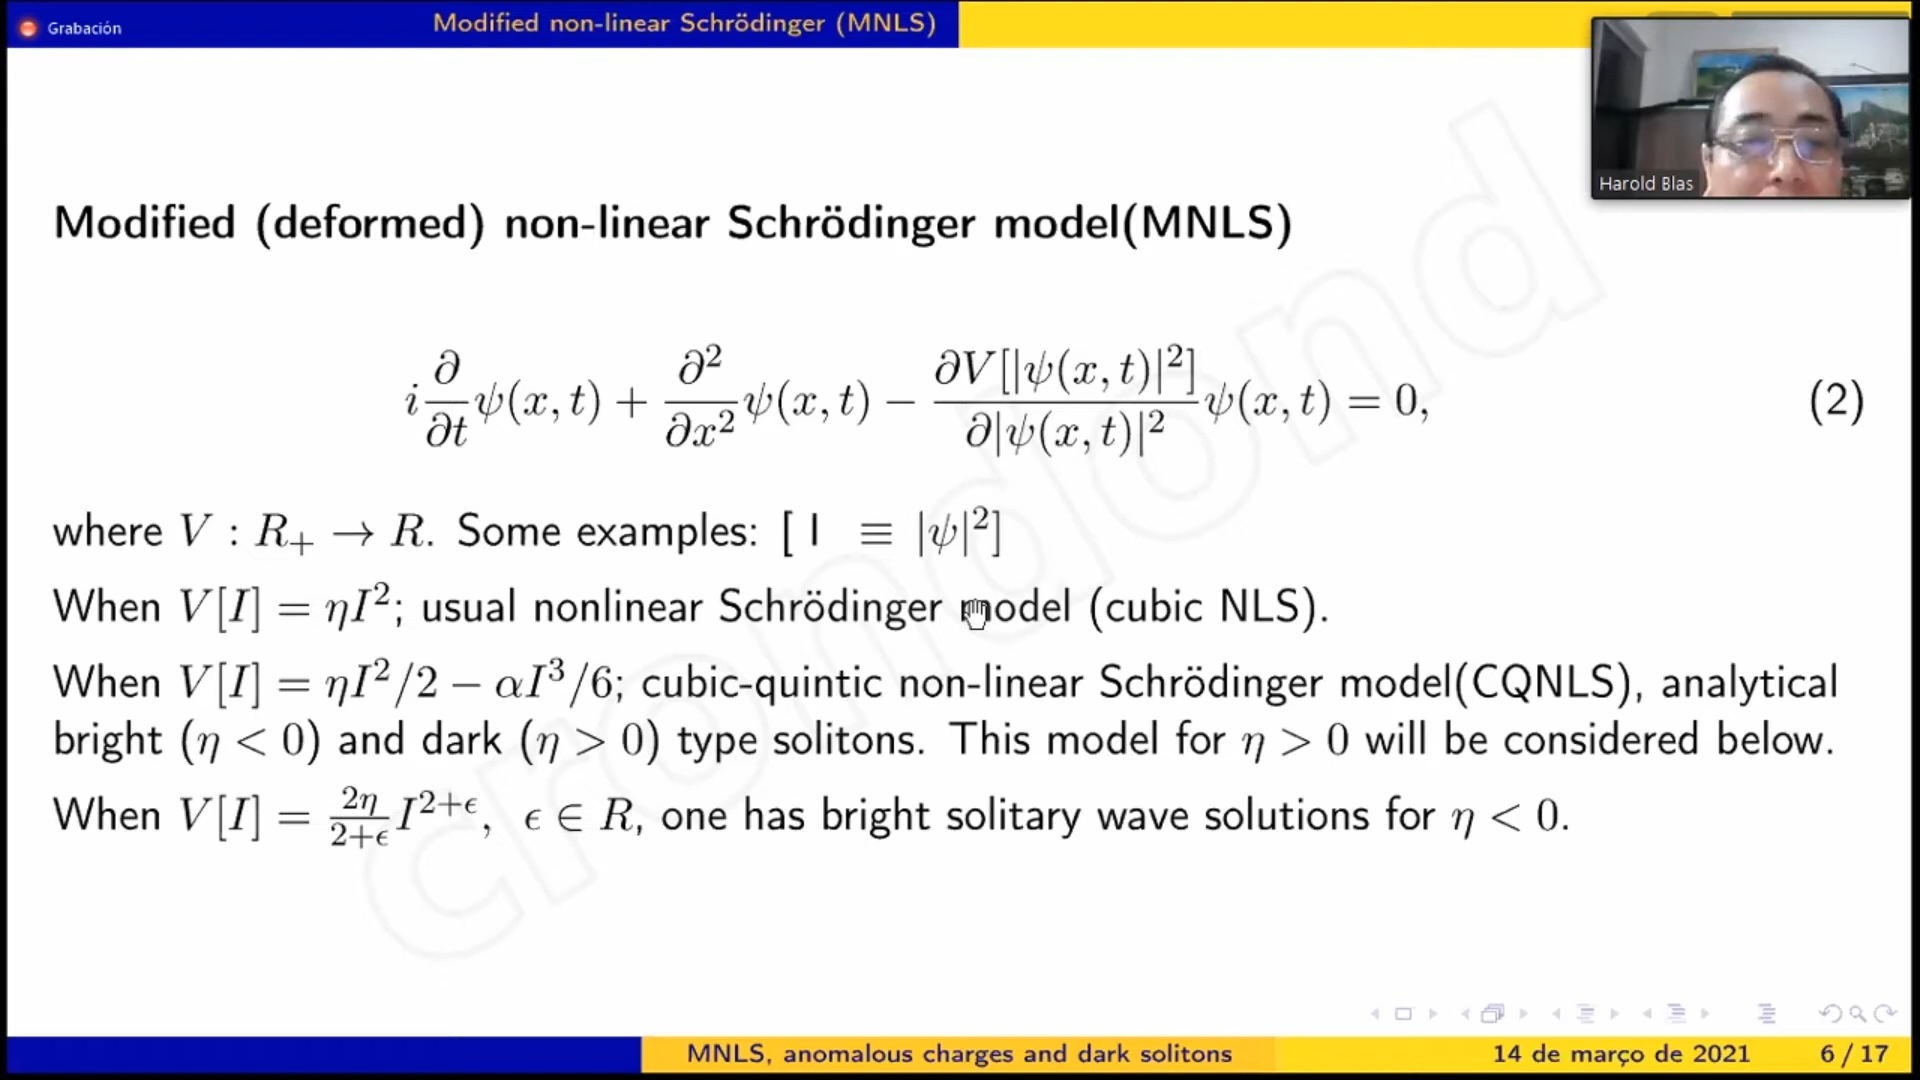 Grabación
Modified non-linear Schrödinger (MNLS)
Harold Blas
Modified (deformed) non-linear Schrödinger model(MNLS)
i ∂/∂t ψ(x, t) + ∂²/∂x² ψ(x, t) − ∂V[|ψ(x, t)|²]/∂|ψ(x, t)|² ψ(x, t) = 0, (2)
where V : R₊ → R. Some examples: [ I ≡ |ψ|²]
When V[I] = ηI²; usual nonlinear Schrödinger model (cubic NLS).
When V[I] = ηI²/2 − αI³/6; cubic-quintic non-linear Schrödinger model(CQNLS), analytical
bright (η < 0) and dark (η > 0) type solitons. This model for η > 0 will be considered below.
When V[I] = 2η/(2+ϵ) I²⁺ᵋ, ϵ ∈ R, one has bright solitary wave solutions for η < 0.
crondond
MNLS, anomalous charges and dark solitons
14 de março de 2021
6 / 17